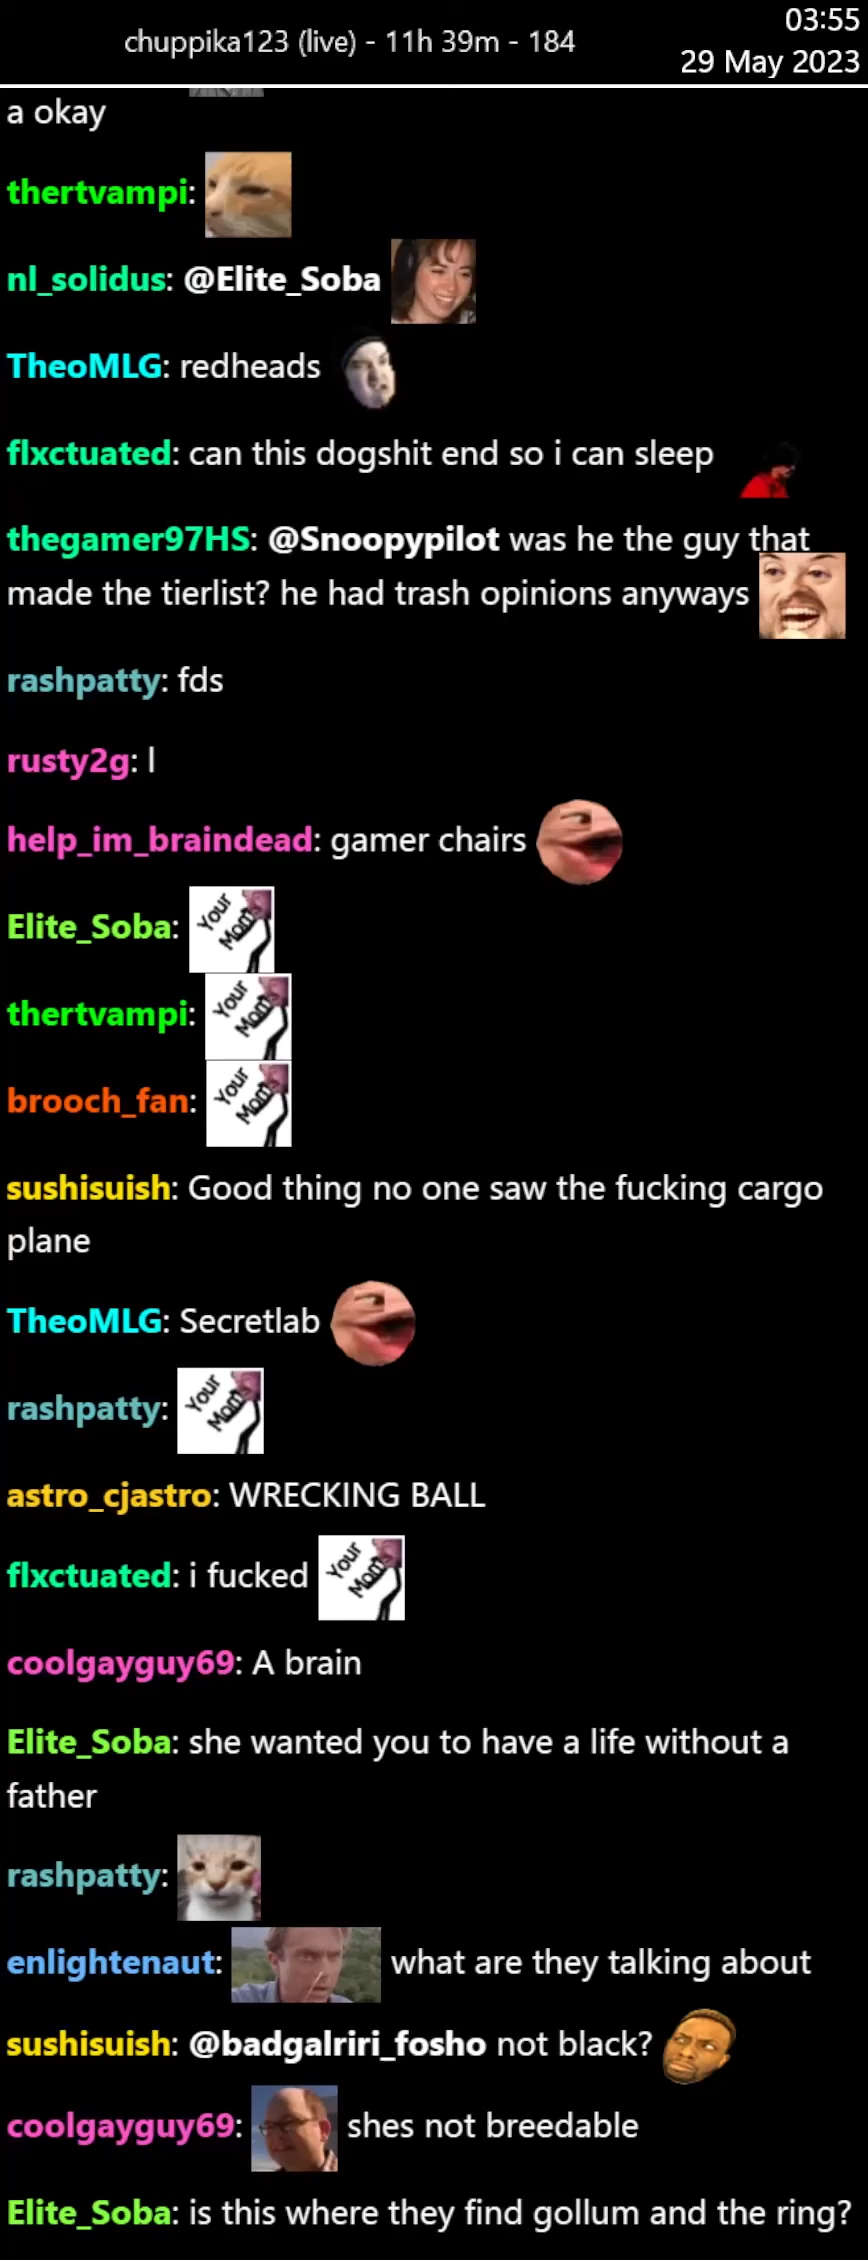 chuppika123 (live) - 11h 39m - 184
03:55
29 May 2023
a okay
thertvampi:
nl_solidus: @Elite_Soba
TheoMLG: redheads
flxctuated: can this dogshit end so i can sleep
thegamer97HS: @Snoopypilot was he the guy that
made the tierlist? he had trash opinions anyways
rashpatty: fds
rusty2g: l
help_im_braindead: gamer chairs
Elite_Soba: Your Mom
thertvampi: Your Mom
brooch_fan: Your Mom
sushisuish: Good thing no one saw the fucking cargo
plane
TheoMLG: Secretlab
rashpatty: Your Mom
astro_cjastro: WRECKING BALL
flxctuated: i fucked Your Mom
coolgayguy69: A brain
Elite_Soba: she wanted you to have a life without a
father
rashpatty:
enlightenaut: what are they talking about
sushisuish: @badgalriri_fosho not black?
coolgayguy69: shes not breedable
Elite_Soba: is this where they find gollum and the ring?